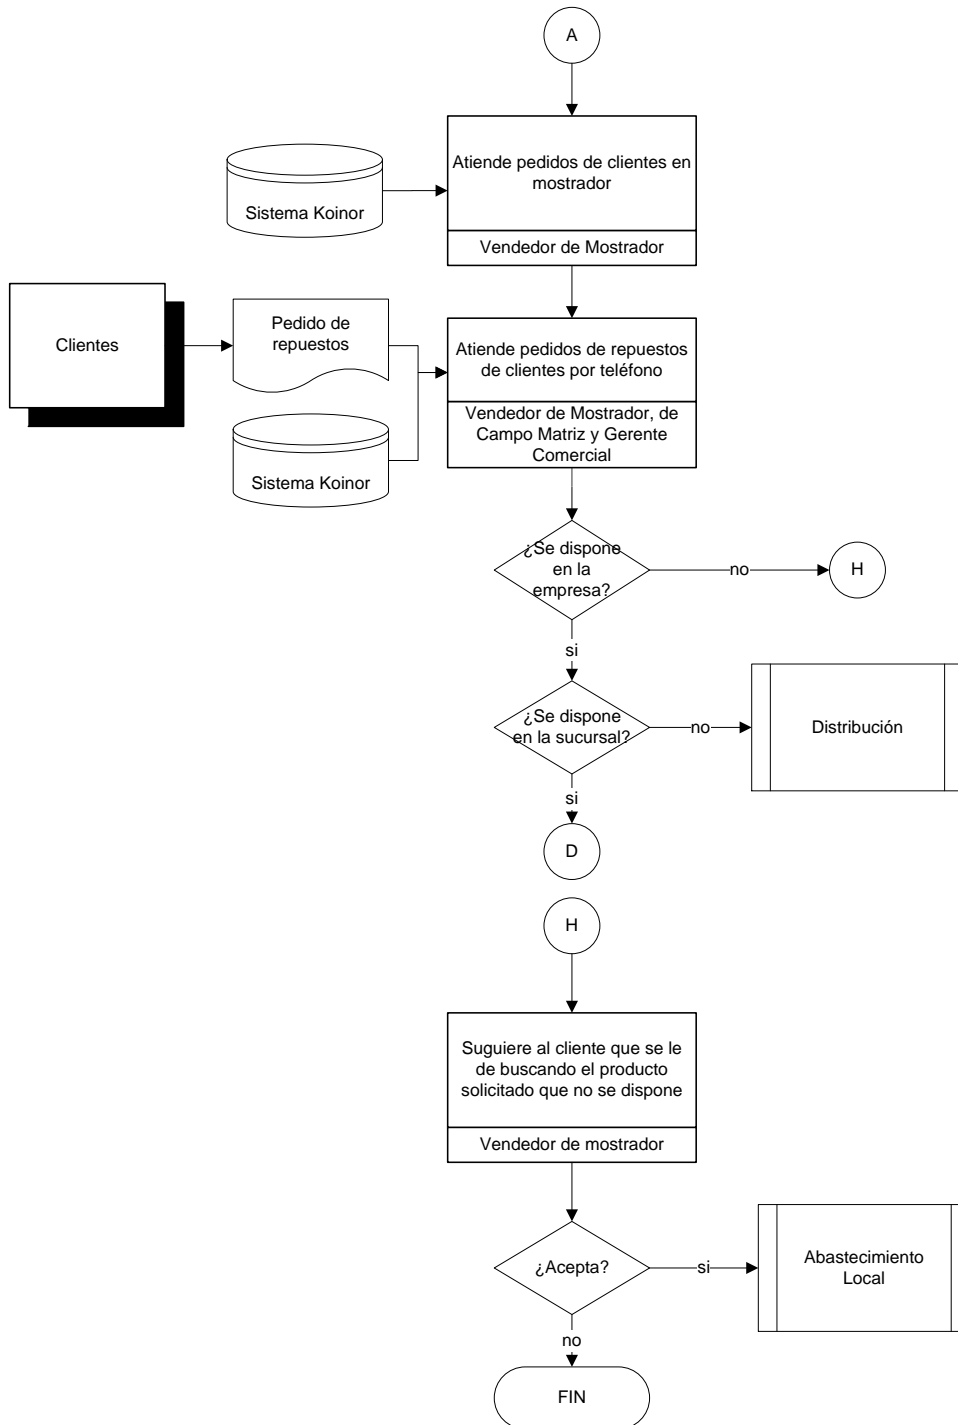 A
Atiende pedidos de clientes en
mostrador
Sistema Koinor
Vendedor de Mostrador
Clientes
Pedido de
repuestos
Atiende pedidos de repuestos
de clientes por teléfono
Vendedor de Mostrador, de
Campo Matriz y Gerente
Comercial
Sistema Koinor
¿Se dispone
en la
empresa?
no
H
si
¿Se dispone
en la sucursal?
no
Distribución
si
D
H
Suguiere al cliente que se le
de buscando el producto
solicitado que no se dispone
Vendedor de mostrador
¿Acepta?
si
Abastecimiento
Local
no
FIN